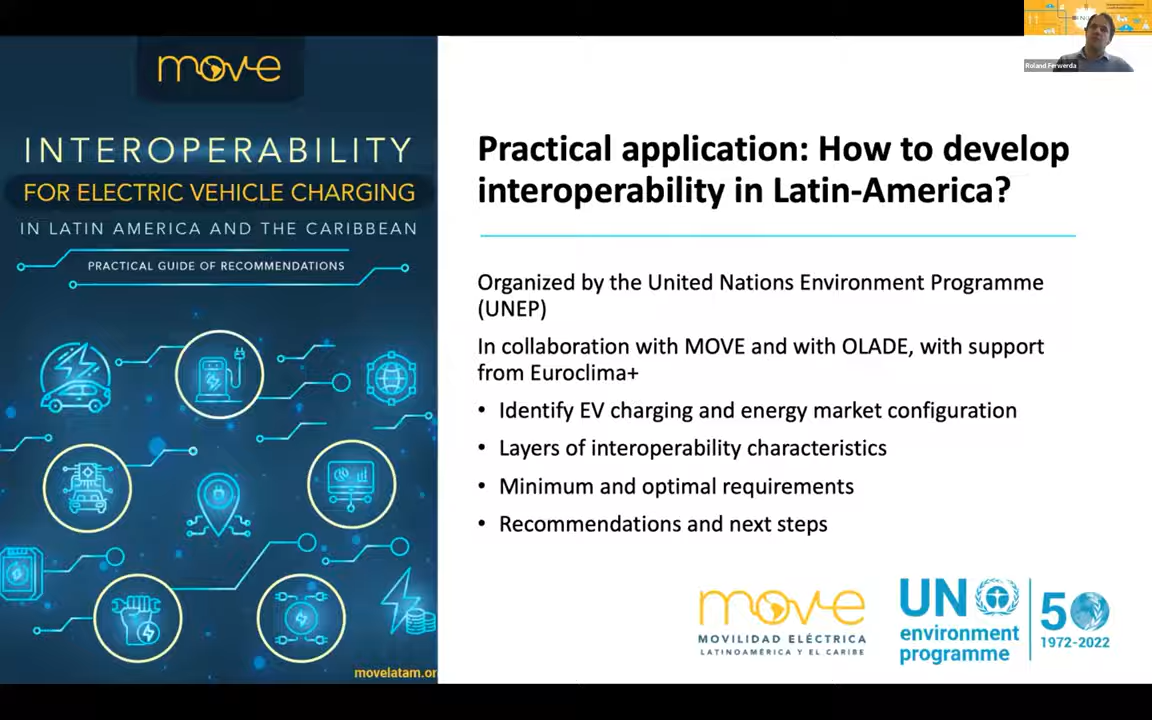 Roland Ferwerda
move
INTEROPERABILITY
FOR ELECTRIC VEHICLE CHARGING
IN LATIN AMERICA AND THE CARIBBEAN
PRACTICAL GUIDE OF RECOMMENDATIONS
movelatam.or
Practical application: How to develop
interoperability in Latin-America?
Organized by the United Nations Environment Programme
(UNEP)
In collaboration with MOVE and with OLADE, with support
from Euroclima+
• Identify EV charging and energy market configuration
• Layers of interoperability characteristics
• Minimum and optimal requirements
• Recommendations and next steps
move
MOVILIDAD ELÉCTRICA
LATINOAMÉRICA Y EL CARIBE
UN
environment
programme
50
1972-2022